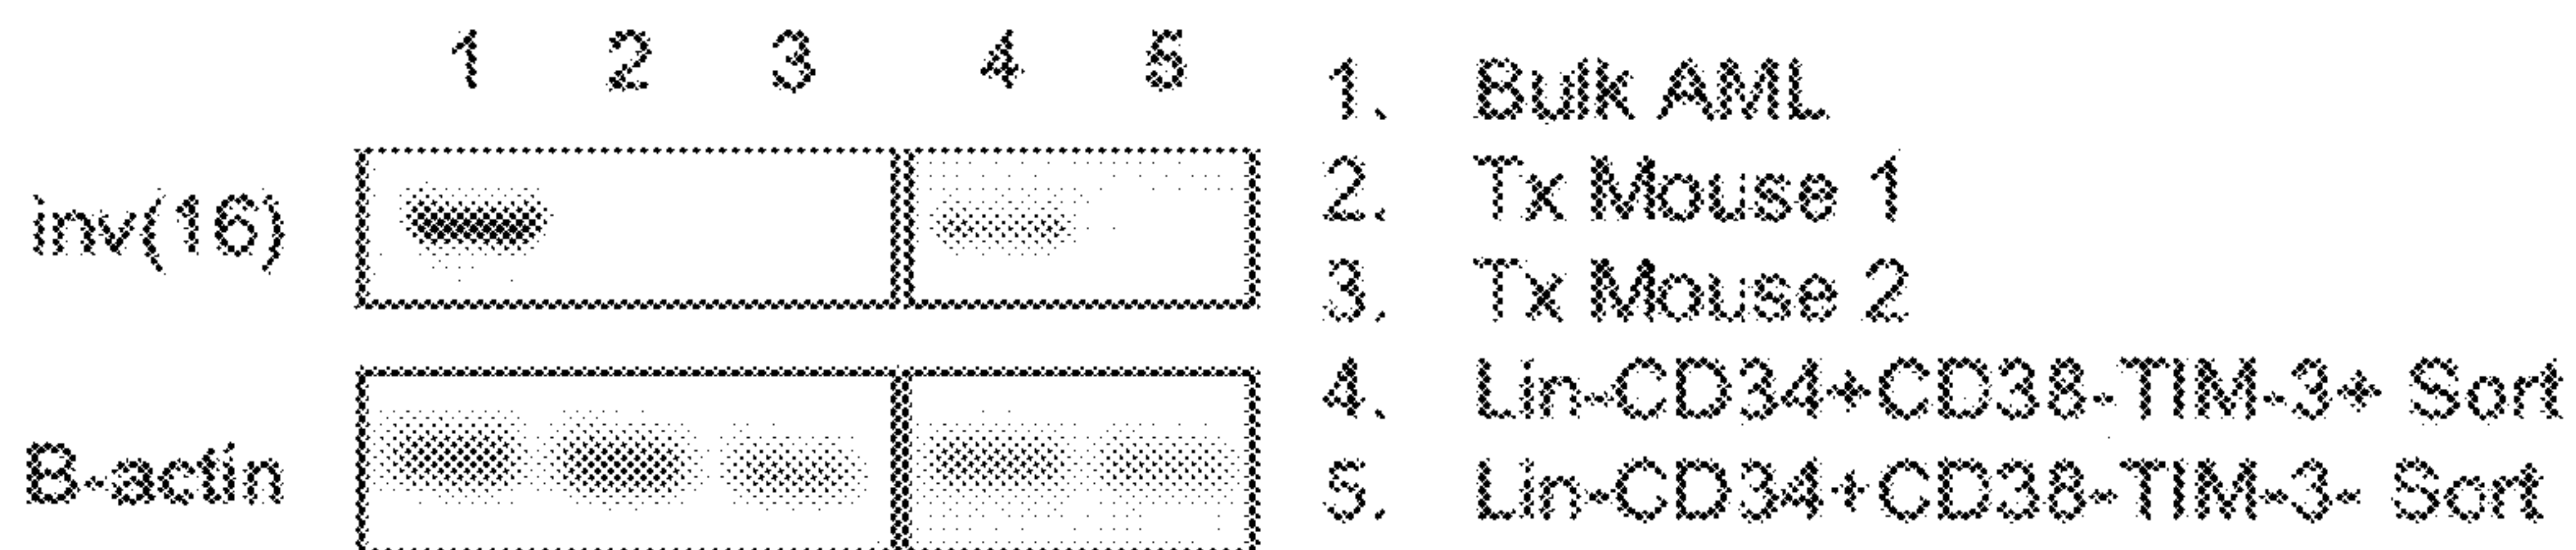 1 2 3 4 5
inv(16)
B-actin
1. Bulk AML
2. Tx Mouse 1
3. Tx Mouse 2
4. Lin-CD34+CD38-TIM-3+ Sort
5. Lin-CD34+CD38-TIM-3- Sort